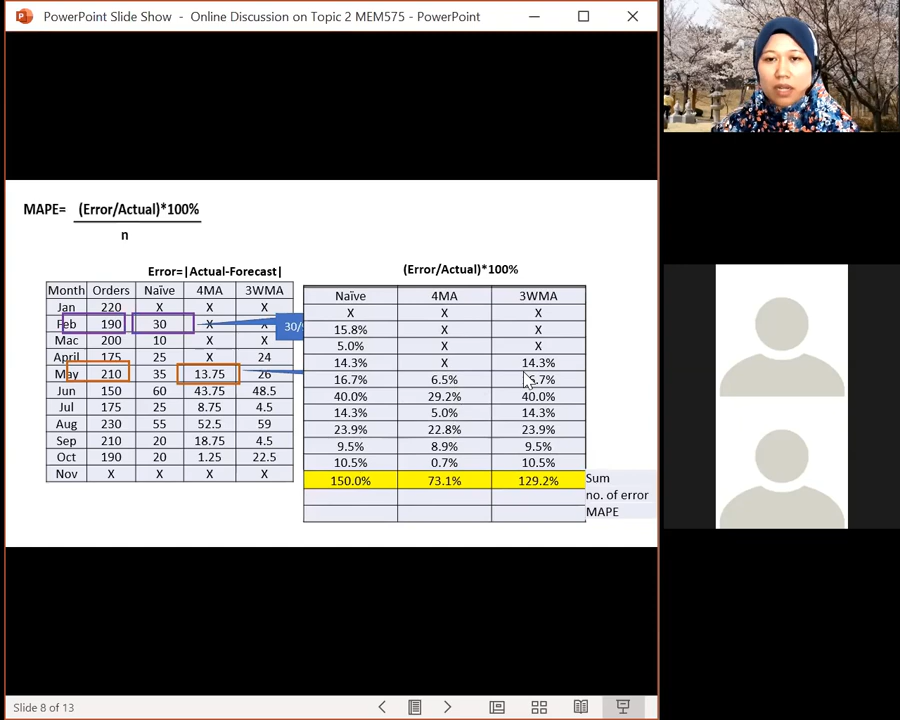 PowerPoint Slide Show - Online Discussion on Topic 2 MEM575 - PowerPoint
MAPE= (Error/Actual)*100%
n
Error=|Actual-Forecast|
Month Orders Naïve 4MA 3WMA
Jan 220 X X X
Feb 190 30 X X
Mac 200 10 X X
April 175 25 X 24
May 210 35 13.75 26
Jun 150 60 43.75 48.5
Jul 175 25 8.75 4.5
Aug 230 55 52.5 59
Sep 210 20 18.75 4.5
Oct 190 20 1.25 22.5
Nov X X X X
30/
(Error/Actual)*100%
Naïve 4MA 3WMA
X X X
15.8% X X
5.0% X X
14.3% X 14.3%
16.7% 6.5%
40.0% 29.2% 40.0%
14.3% 5.0% 14.3%
23.9% 22.8% 23.9%
9.5% 8.9% 9.5%
10.5% 0.7% 10.5%
150.0% 73.1% 129.2% Sum
no. of error
MAPE
Slide 8 of 13